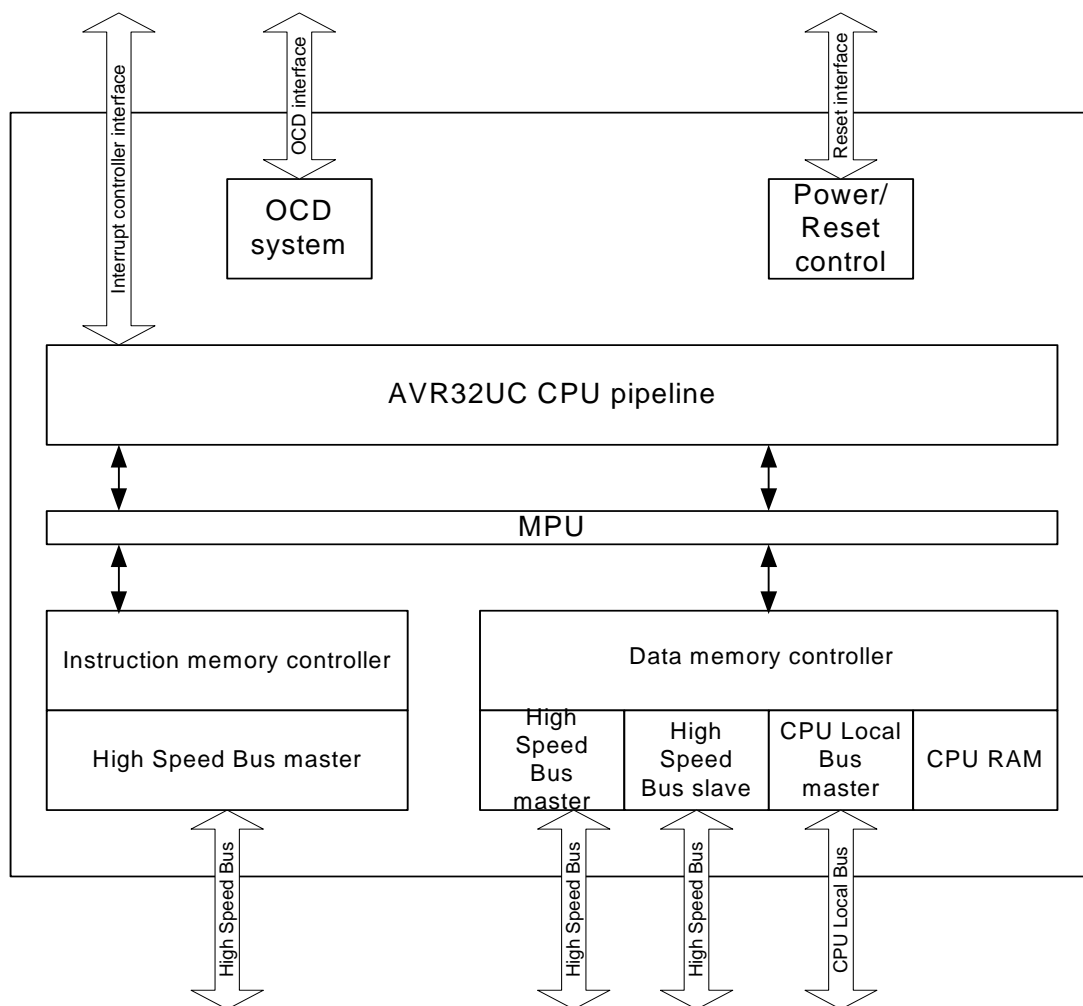 Interrupt controller interface
OCD interface
Reset interface
OCD
system
Power/
Reset
control
AVR32UC CPU pipeline
MPU
Instruction memory controller
Data memory controller
High Speed Bus master
High
Speed
Bus
master
High
Speed
Bus slave
CPU Local
Bus
master
CPU RAM
High Speed Bus
High Speed Bus
High Speed Bus
CPU Local Bus